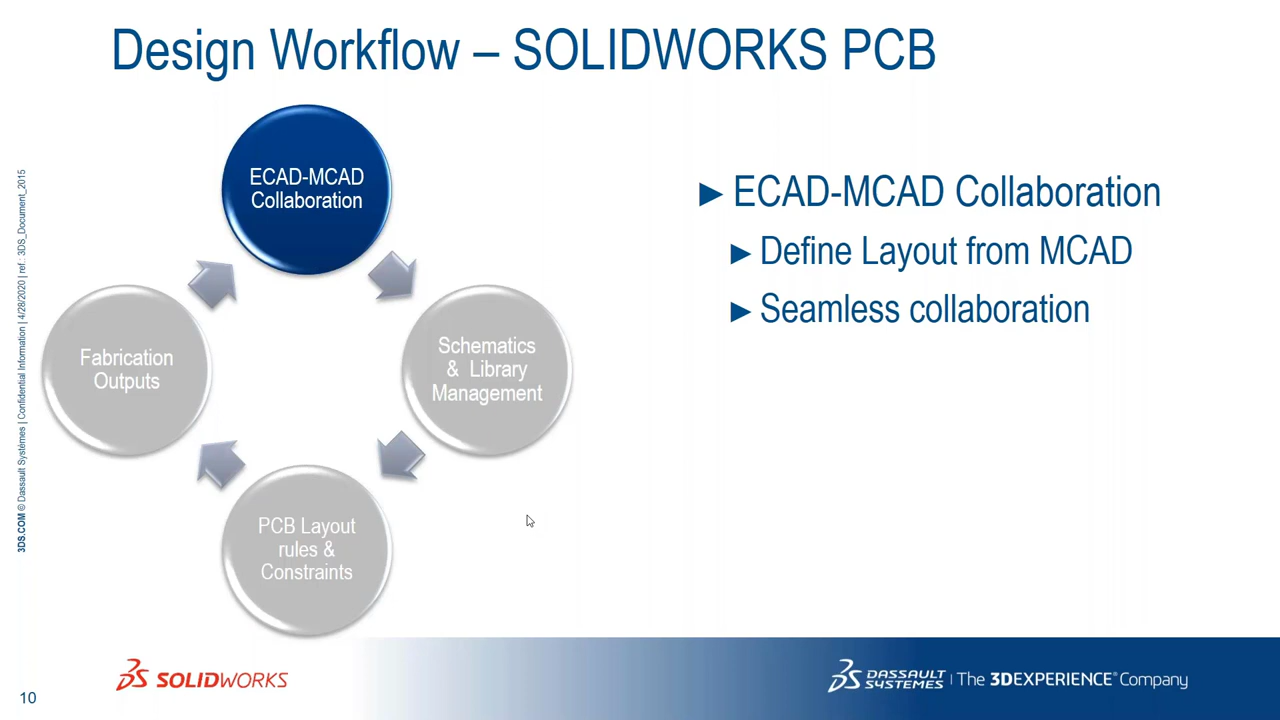 Design Workflow – SOLIDWORKS PCB
ECAD-MCAD
Collaboration
Schematics
& Library
Management
PCB Layout
rules &
Constraints
Fabrication
Outputs
► ECAD-MCAD Collaboration
► Define Layout from MCAD
► Seamless collaboration
3DS.COM © Dassault Systèmes | Confidential Information | 4/28/2020 | ref.: 3DS_Document_2015
10
SOLIDWORKS
DASSAULT
SYSTEMES | The 3DEXPERIENCE® Company